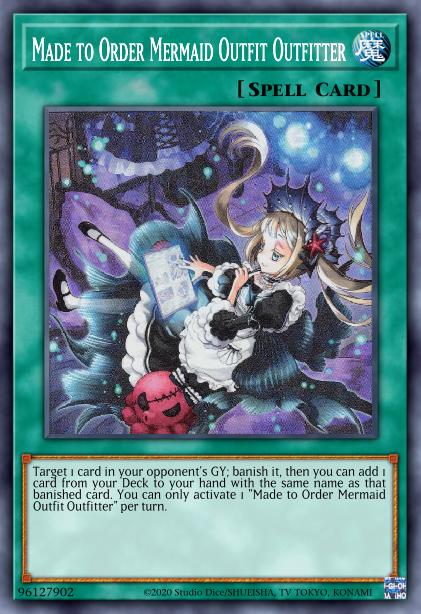 Made to Order Mermaid Outfit Outfitter
SPELL
魔
[Spell Card]
Target 1 card in your opponent's GY; banish it, then you can add 1
card from your Deck to your hand with the same name as that
banished card. You can only activate 1 "Made to Order Mermaid
Outfit Outfitter" per turn.
96127902
©2020 Studio Dice/SHUEISHA, TV TOKYO, KONAMI